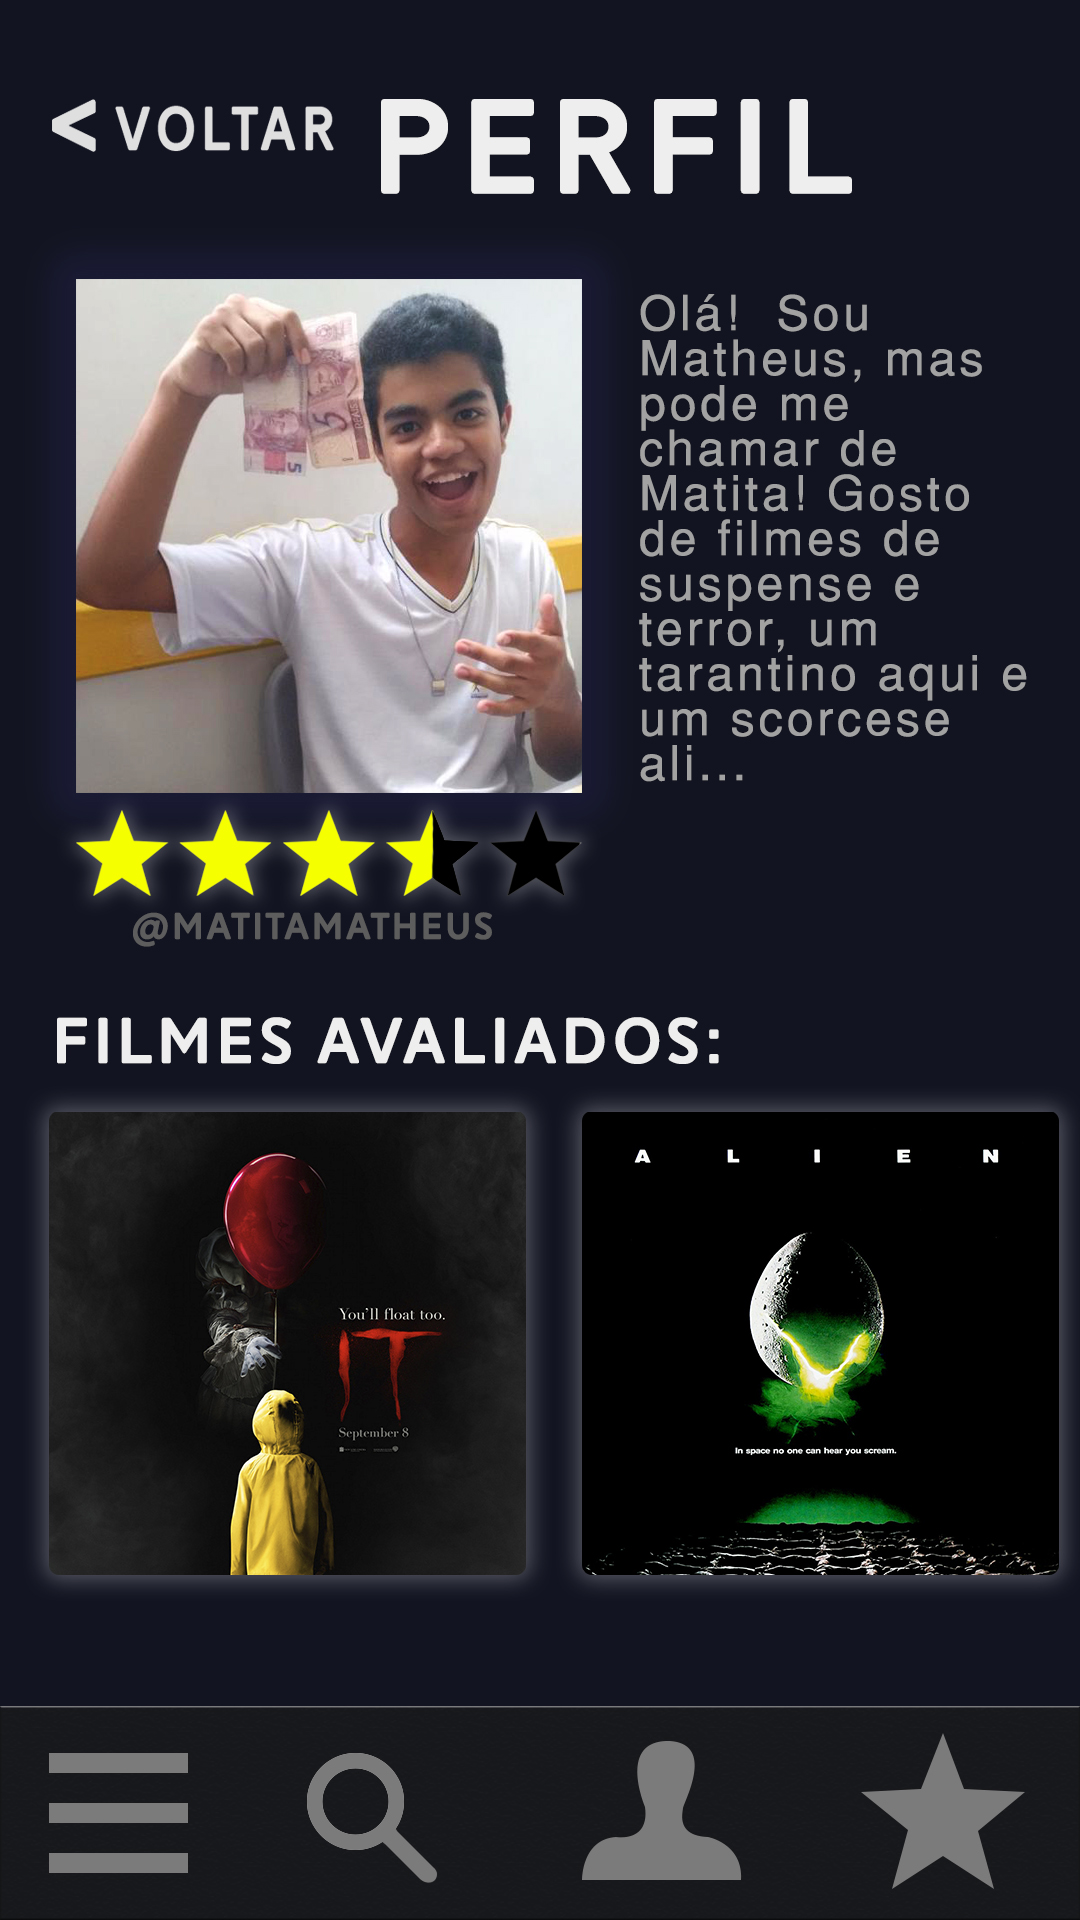 < VOLTAR PERFIL
Olá!  Sou
Matheus, mas
pode me
chamar de
Matita! Gosto
de filmes de
suspense e
terror, um
tarantino aqui e
um scorcese
ali...
5
5
@MATITAMATHEUS
FILMES AVALIADOS:
You'll float too.
IT
September 8
A L I E N
In space no one can hear you scream.